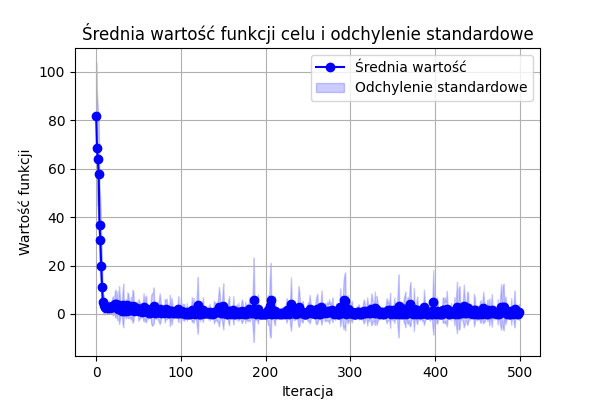 Średnia wartość funkcji celu i odchylenie standardowe
Średnia wartość
Odchylenie standardowe
Wartość funkcji
100
80
60
40
20
0
0 100 200 300 400 500
Iteracja